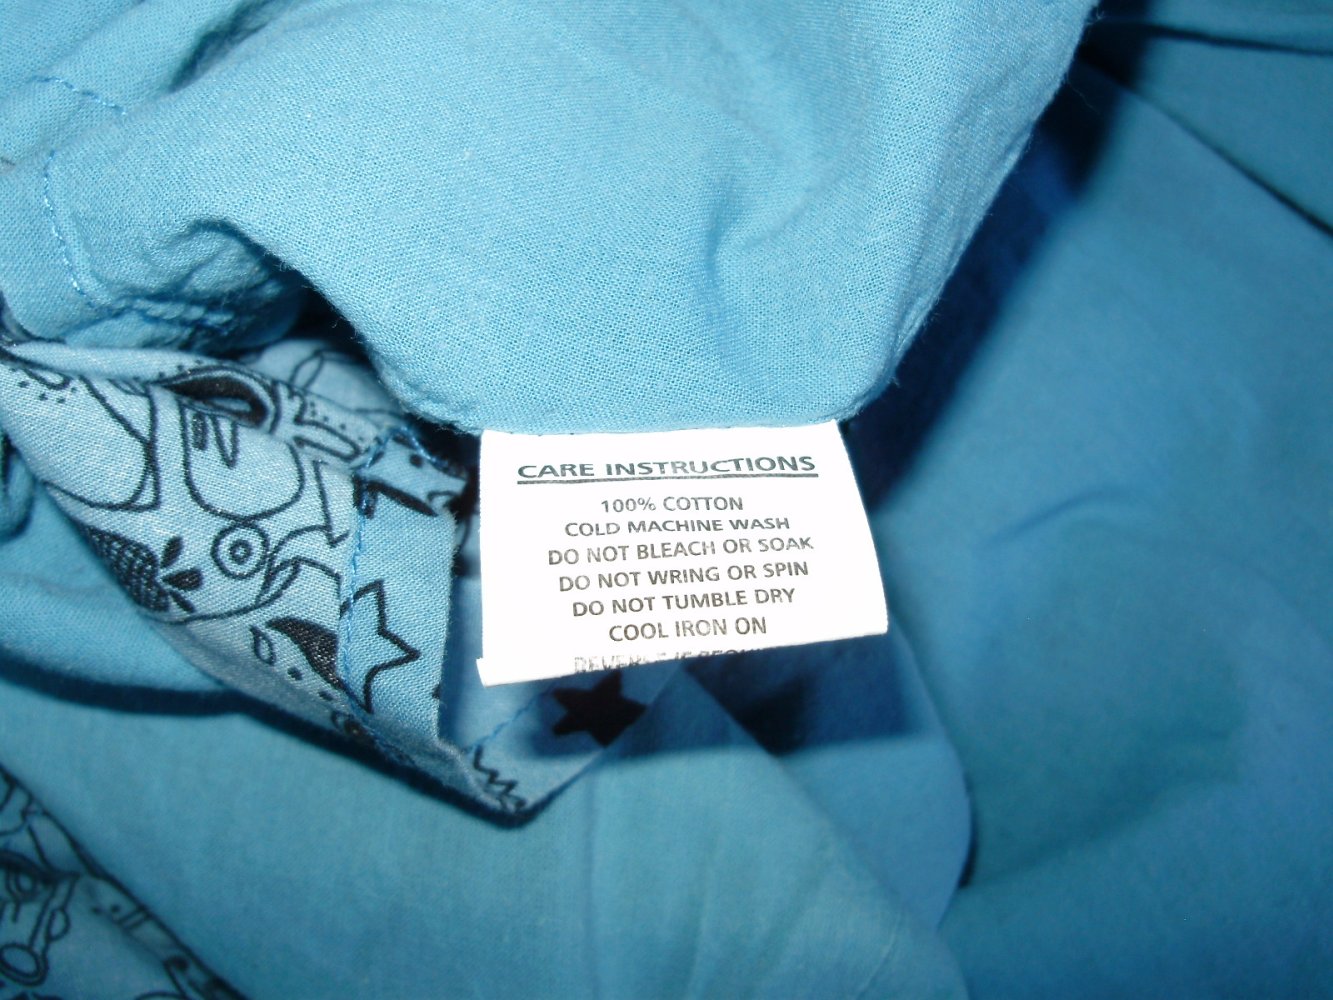 CARE INSTRUCTIONS
100% COTTON
COLD MACHINE WASH
DO NOT BLEACH OR SOAK
DO NOT WRING OR SPIN
DO NOT TUMBLE DRY
COOL IRON ON